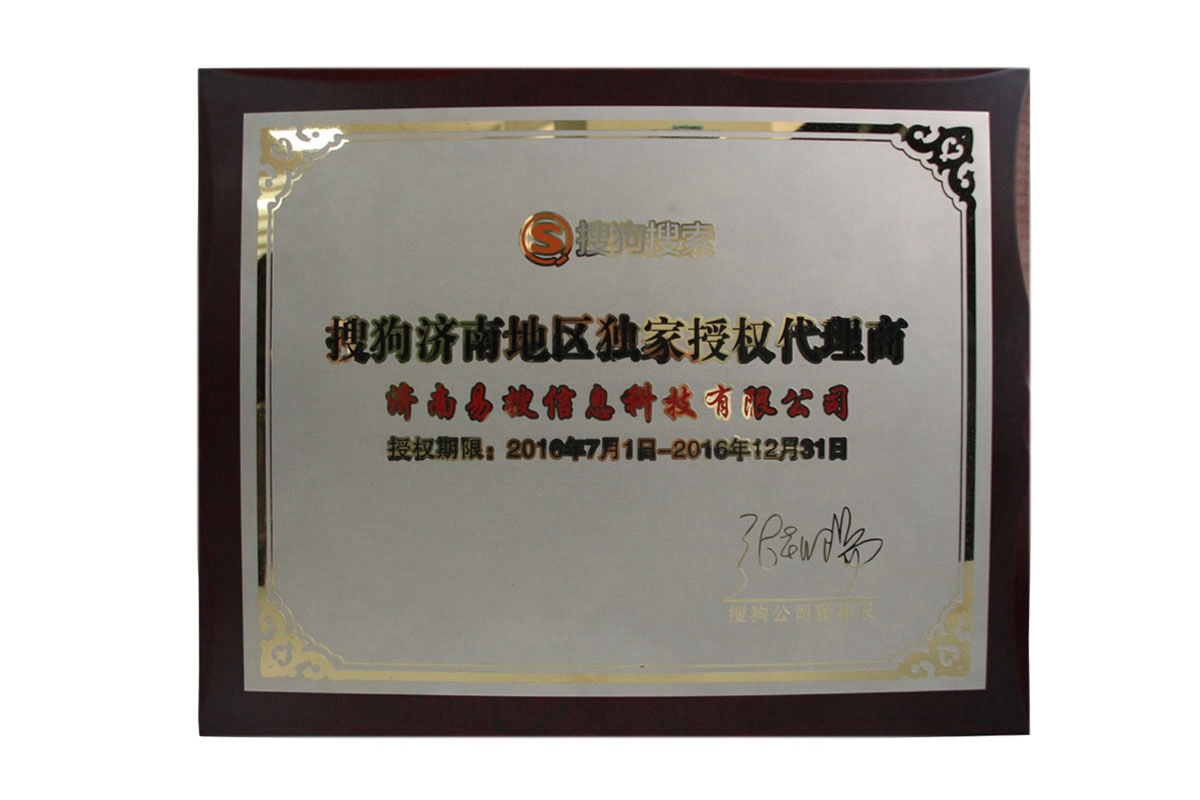 搜狗搜索
搜狗济南地区独家授权代理商
济南易搜信息科技有限公司
授权期限：2016年7月1日-2016年12月31日
搜狗公司董事长